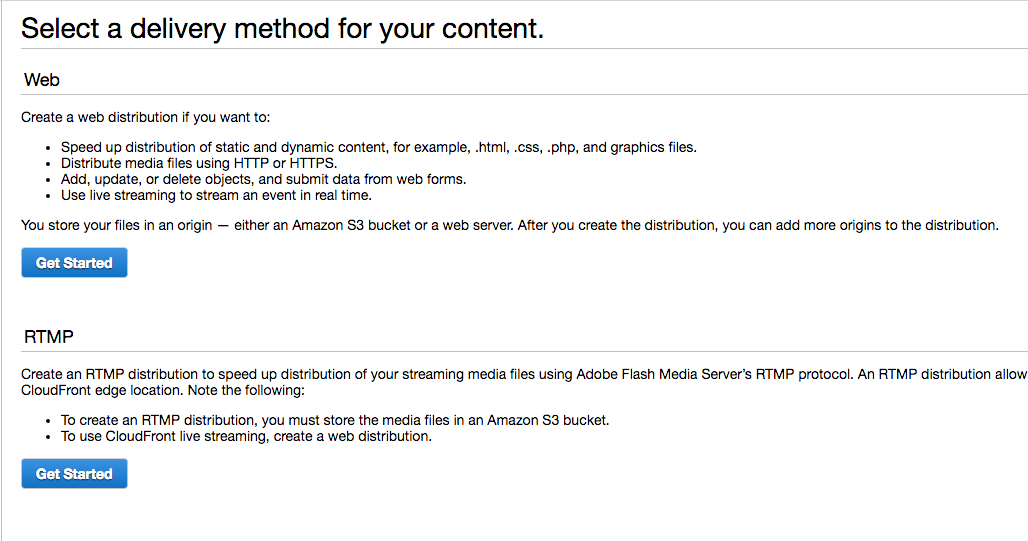 Select a delivery method for your content.
Web
Create a web distribution if you want to:
• Speed up distribution of static and dynamic content, for example, .html, .css, .php, and graphics files.
• Distribute media files using HTTP or HTTPS.
• Add, update, or delete objects, and submit data from web forms.
• Use live streaming to stream an event in real time.
You store your files in an origin — either an Amazon S3 bucket or a web server. After you create the distribution, you can add more origins to the distribution.
Get Started
RTMP
Create an RTMP distribution to speed up distribution of your streaming media files using Adobe Flash Media Server's RTMP protocol. An RTMP distribution allow
CloudFront edge location. Note the following:
• To create an RTMP distribution, you must store the media files in an Amazon S3 bucket.
• To use CloudFront live streaming, create a web distribution.
Get Started